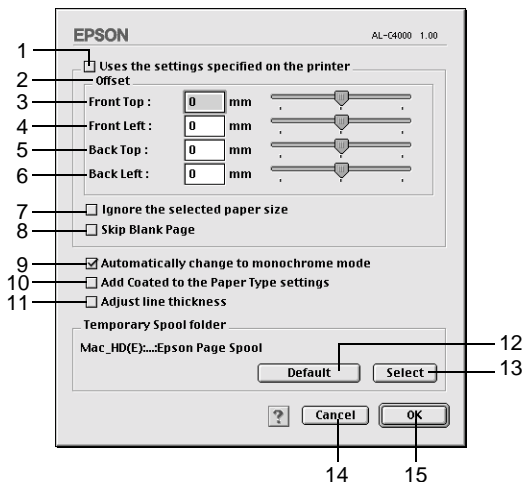 EPSON AL-C4000 1.00
1 Uses the settings specified on the printer
2 Offset
3 Front Top : 0 mm
4 Front Left : 0 mm
5 Back Top : 0 mm
6 Back Left : 0 mm
7 Ignore the selected paper size
8 Skip Blank Page
9 Automatically change to monochrome mode
10 Add Coated to the Paper Type settings
11 Adjust line thickness
Temporary Spool folder
Mac_HD(E):...:Epson Page Spool
Default 12
Select 13
? Cancel OK
14 15